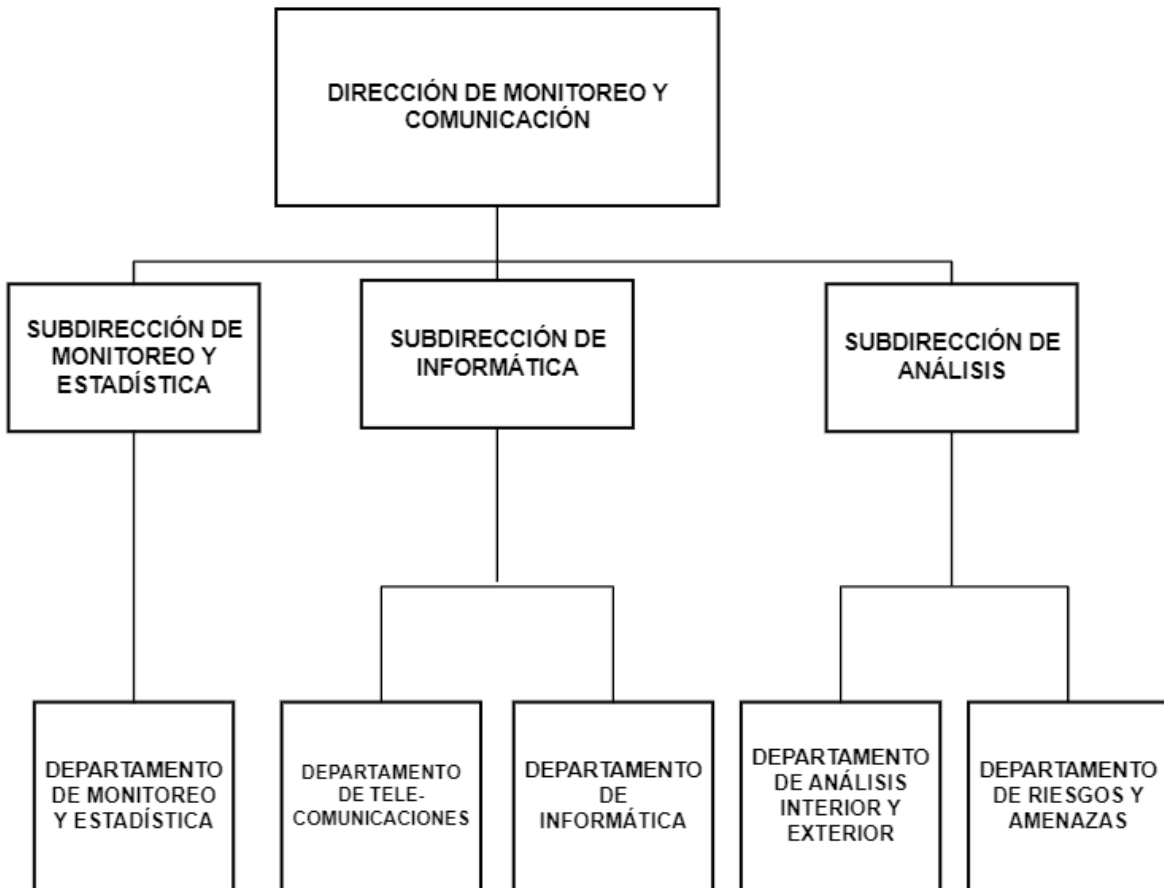 DIRECCIÓN DE MONITOREO Y
COMUNICACIÓN
SUBDIRECCIÓN DE
MONITOREO Y
ESTADÍSTICA
SUBDIRECCIÓN DE
INFORMÁTICA
SUBDIRECCIÓN DE
ANÁLISIS
DEPARTAMENTO
DE MONITOREO
Y ESTADÍSTICA
DEPARTAMENTO
DE TELE-
COMUNICACIONES
DEPARTAMENTO
DE
INFORMÁTICA
DEPARTAMENTO
DE ANÁLISIS
INTERIOR Y
EXTERIOR
DEPARTAMENTO
DE RIESGOS Y
AMENAZAS